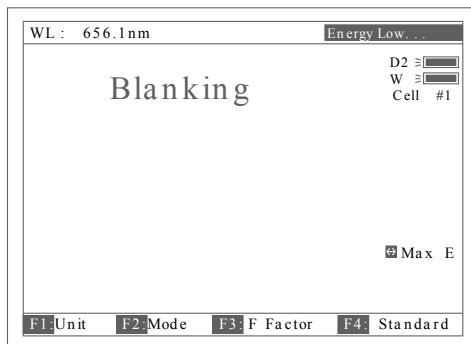 WL : 656.1nm Energy Low...
D2
W
Blanking
Cell #1
Max E
F1:Unit F2:Mode F3: F Factor F4: Standard